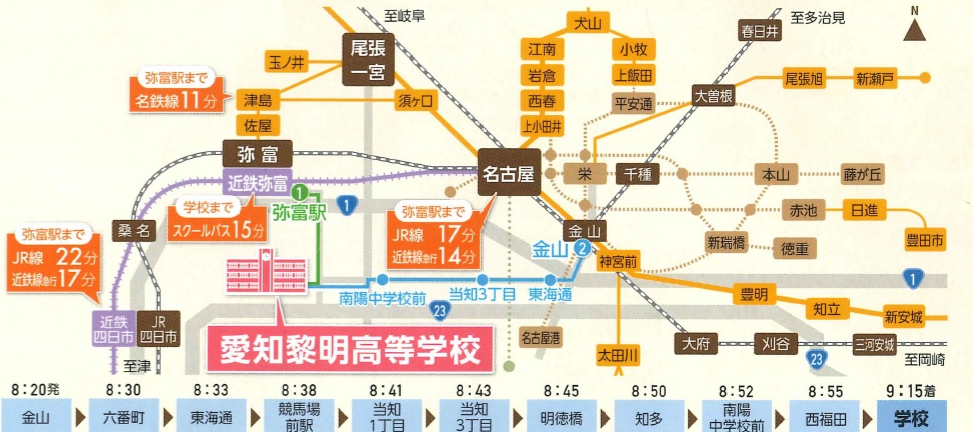 至岐阜
犬山
至多治見
春日井
N
尾張
一宮
玉ノ井
江南
小牧
弥富駅まで
名鉄線11分
岩倉
上飯田
尾張旭
新瀬戸
津島
須ヶ口
西春
平安通
大曽根
佐屋
上小田井
弥富
名古屋
栄
千種
本山
藤が丘
近鉄弥富
1
弥富駅
1
学校まで
スクールバス15分
弥富駅まで
JR線 17分
近鉄線急行14分
赤池
日進
桑名
金山
金山
2
新瑞橋
徳重
豊田市
弥富駅まで
JR線 22分
近鉄線急行17分
神宮前
1
南陽中学校前
当知3丁目
東海通
豊明
知立
新安城
23
近鉄
四日市
JR
四日市
名古屋港
愛知黎明高等学校
太田川
大府
刈谷
三河安城
23
至津
至岡崎
8:20発
8:30
8:33
8:38
8:41
8:43
8:45
8:50
8:52
8:55
9:15着
金山
六番町
東海通
競馬場
前駅
当知
1丁目
当知
3丁目
明徳橋
知多
南陽
中学校前
西福田
学校